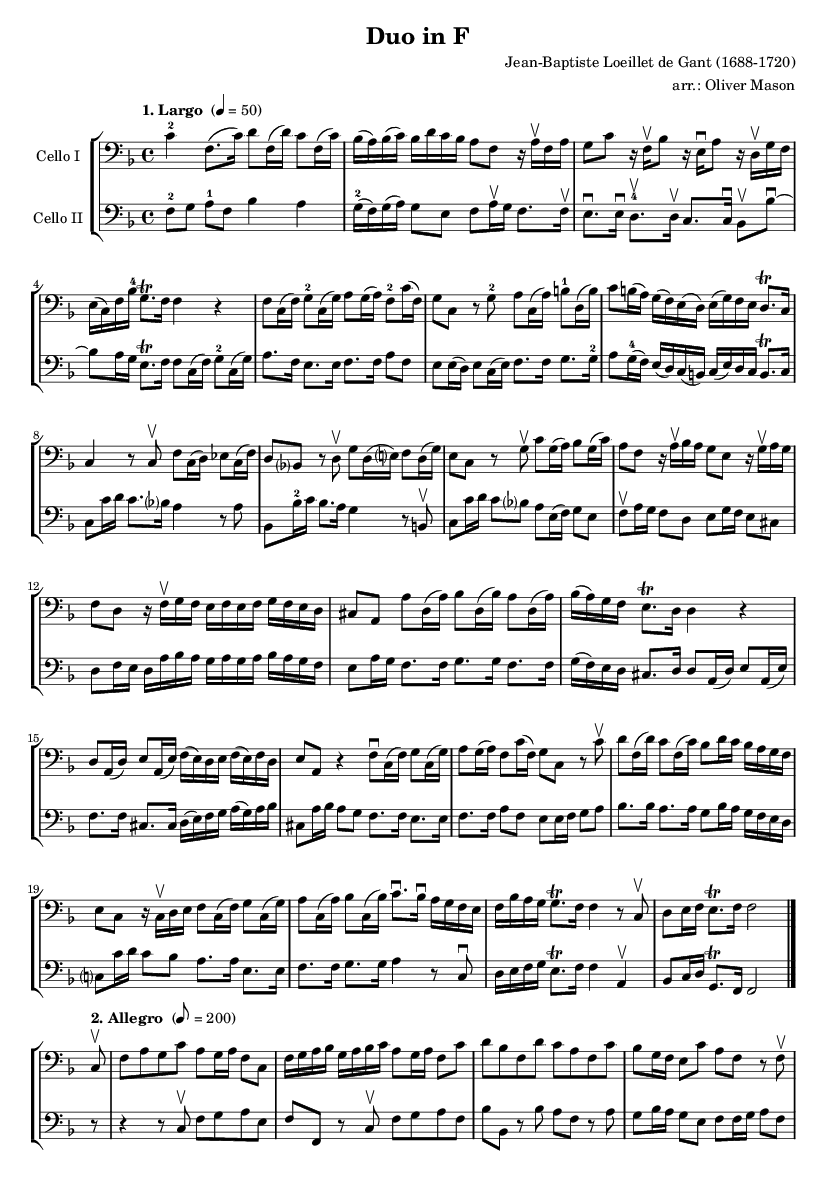 Duo in F
Jean-Baptiste Loeillet de Gant (1688-1720)
arr.: Oliver Mason
1. Largo (♩ = 50)
Cello I
Cello II
4
8
12
15
19
2. Allegro (♪ = 200)